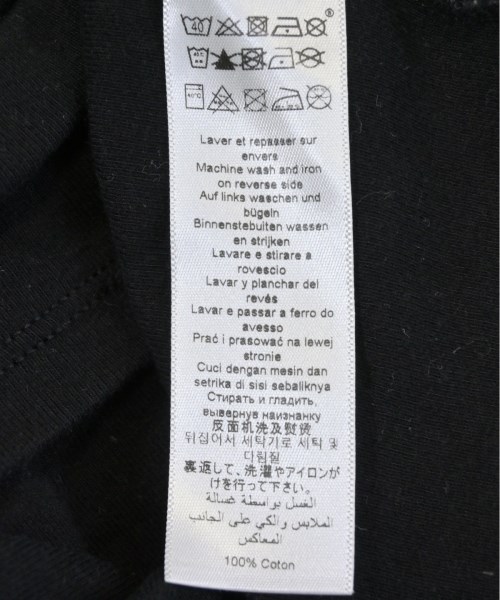 40
®
40°C
Laver et repasser sur
envers
Machine wash and iron
on reverse side
Auf links waschen und
bügeln
Binnenstebuiten wassen
en strijken
Lavare e stirare a
rovescio
Lavar y planchar del
revés
Lavar e passar a ferro do
avesso
Prać i prasować na lewej
stronie
Cuci dengan mesin dan
setrika di sisi sebaliknya
Стирать и гладить,
вывернув наизнанку
反面机洗及熨烫
뒤집어서 세탁기로 세탁 및
다림질
裏返して、洗濯やアイロンが
けを行って下さい。
الغسل بواسطة غسالة
الملابس والكي على الجانب
المعاكس
100% Coton